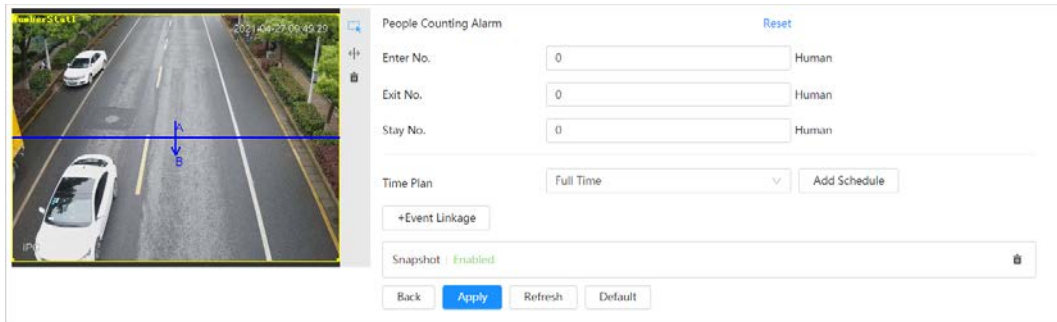 NumberStat1
2021-04-27 09:49:29
A
B
IPC
People Counting Alarm Reset
Enter No. 0 Human
Exit No. 0 Human
Stay No. 0 Human
Time Plan Full Time Add Schedule
+Event Linkage
Snapshot | Enabled
Back Apply Refresh Default